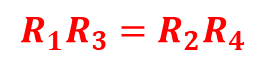 R₁R₃ = R₂R₄